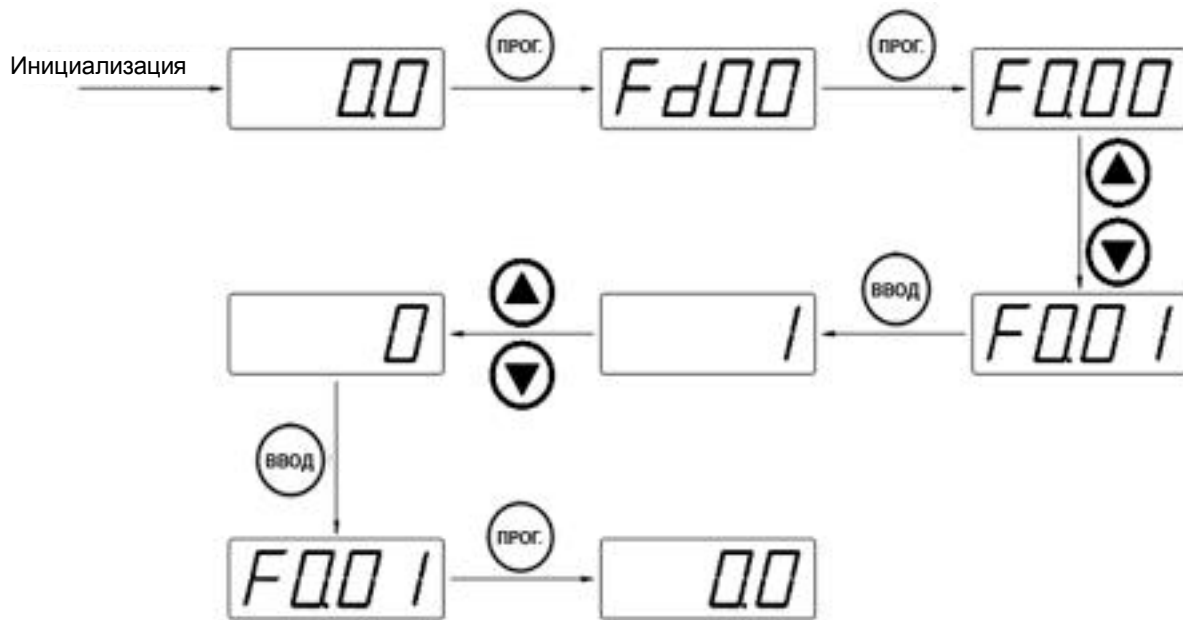 ПРОГ.
ПРОГ.
Инициализация
0.0
Fd00
F0.00
ВВОД
0
1
F0.01
ВВОД
ПРОГ.
F0.01
0.0